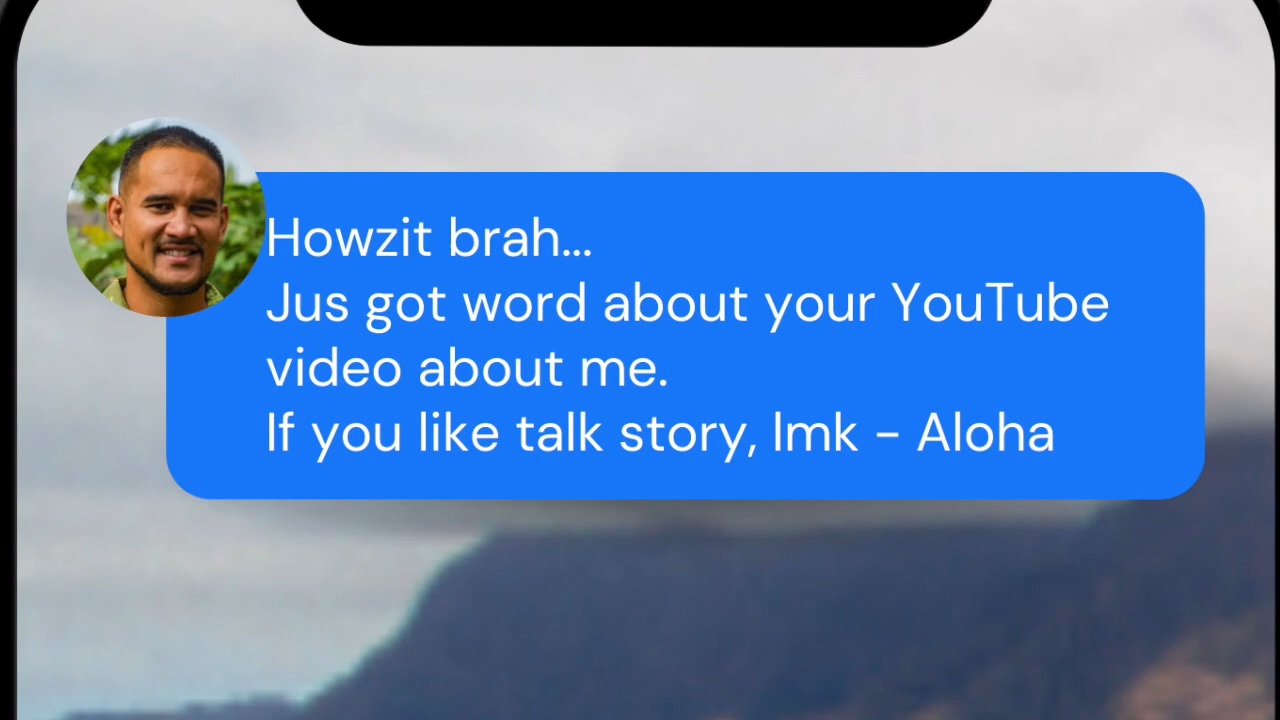 Howzit brah...
Jus got word about your YouTube
video about me.
If you like talk story, lmk - Aloha